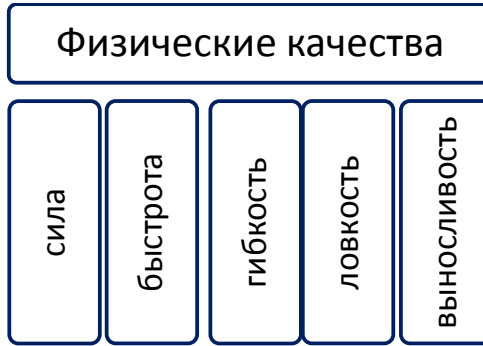 Физические качества
сила
быстрота
гибкость
ловкость
выносливость